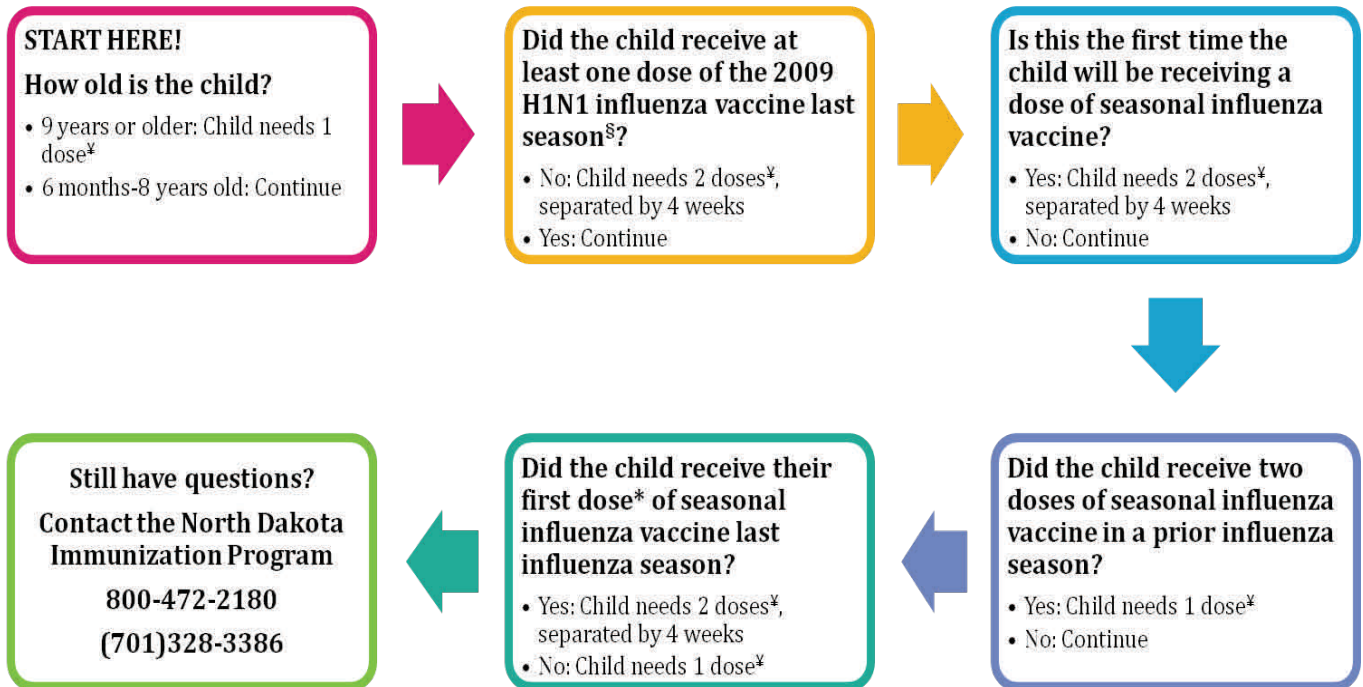 START HERE!
How old is the child?
• 9 years or older: Child needs 1
dose¥
• 6 months-8 years old: Continue
Did the child receive at
least one dose of the 2009
H1N1 influenza vaccine last
season§?
• No: Child needs 2 doses¥,
separated by 4 weeks
• Yes: Continue
Is this the first time the
child will be receiving a
dose of seasonal influenza
vaccine?
• Yes: Child needs 2 doses¥,
separated by 4 weeks
• No: Continue
Did the child receive two
doses of seasonal influenza
vaccine in a prior influenza
season?
• Yes: Child needs 1 dose¥
• No: Continue
Did the child receive their
first dose* of seasonal
influenza vaccine last
influenza season?
• Yes: Child needs 2 doses¥,
separated by 4 weeks
• No: Child needs 1 dose¥
Still have questions?
Contact the North Dakota
Immunization Program
800-472-2180
(701)328-3386